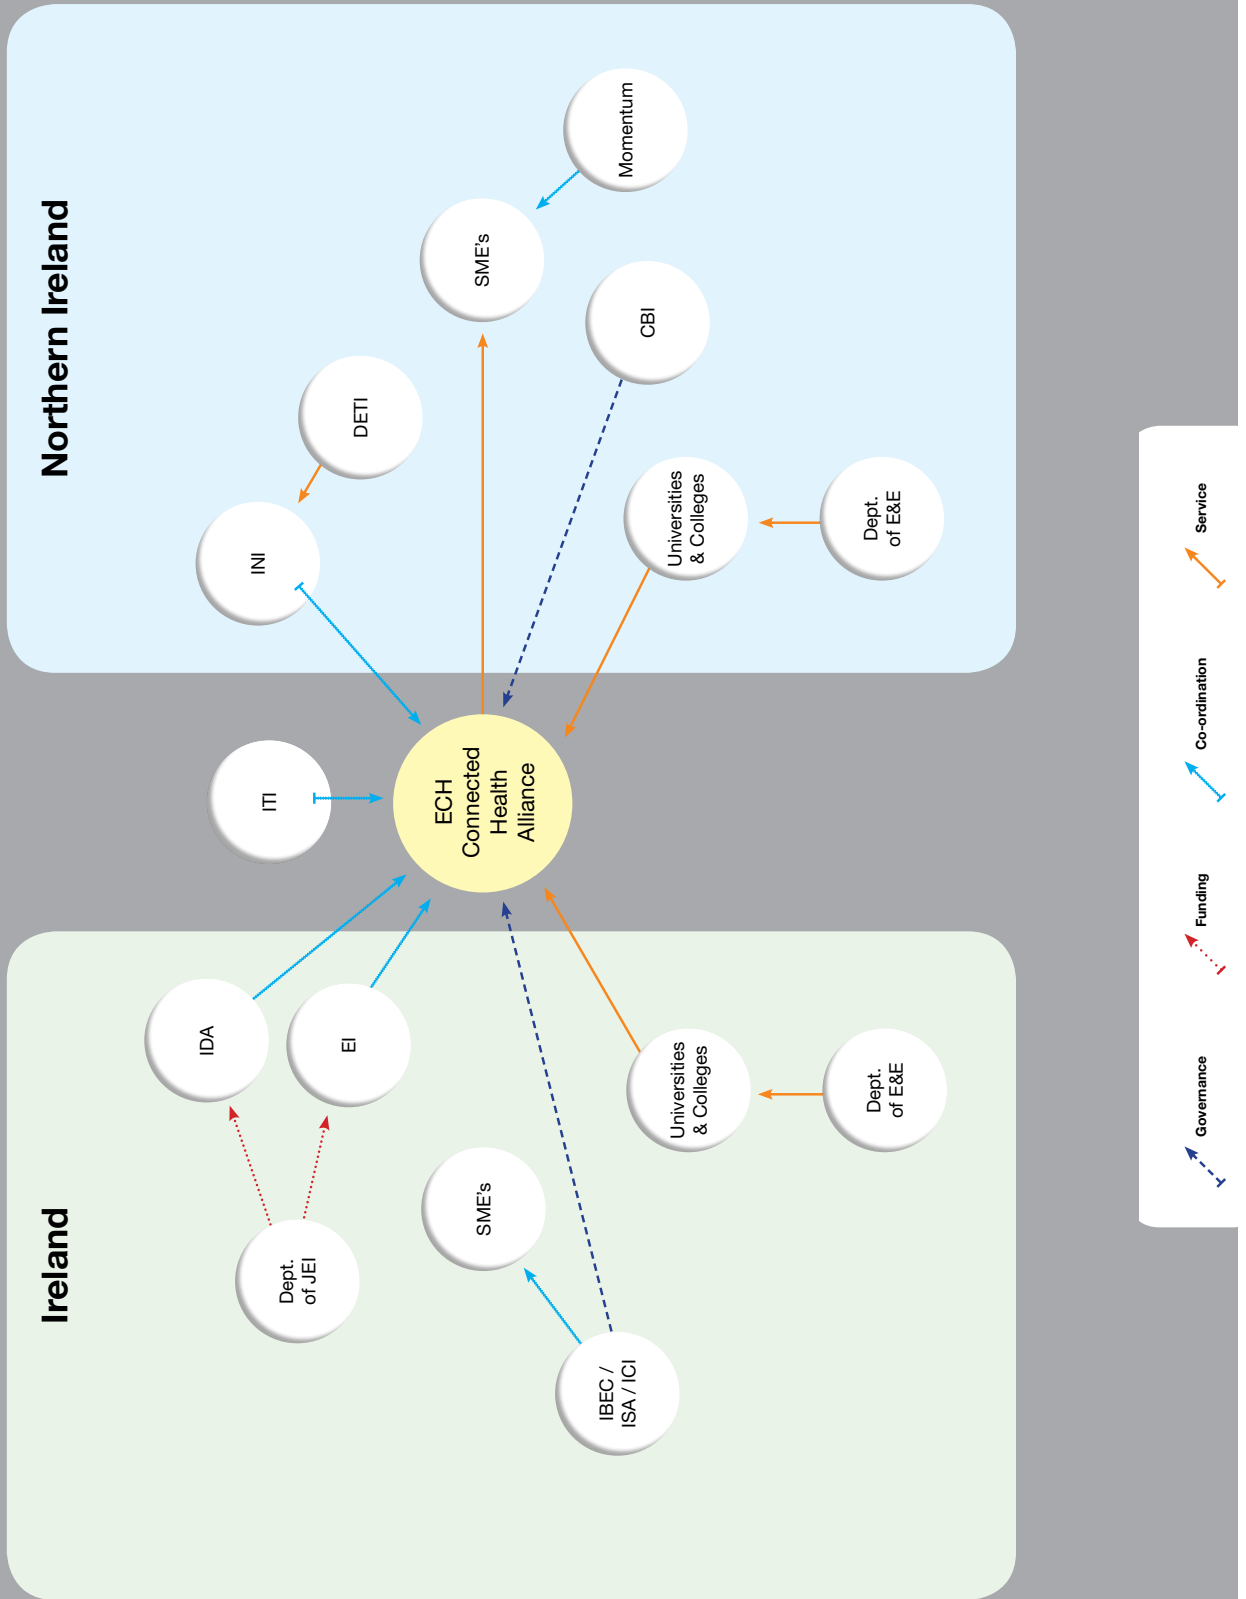 Ireland
Northern Ireland
IDA
EI
Dept.
of JEI
SME's
IBEC /
ISA / ICI
Universities
& Colleges
Dept.
of E&E
ITI
ECH
Connected
Health
Alliance
INI
DETI
SME's
Momentum
CBI
Universities
& Colleges
Dept.
of E&E
Governance
Funding
Co-ordination
Service